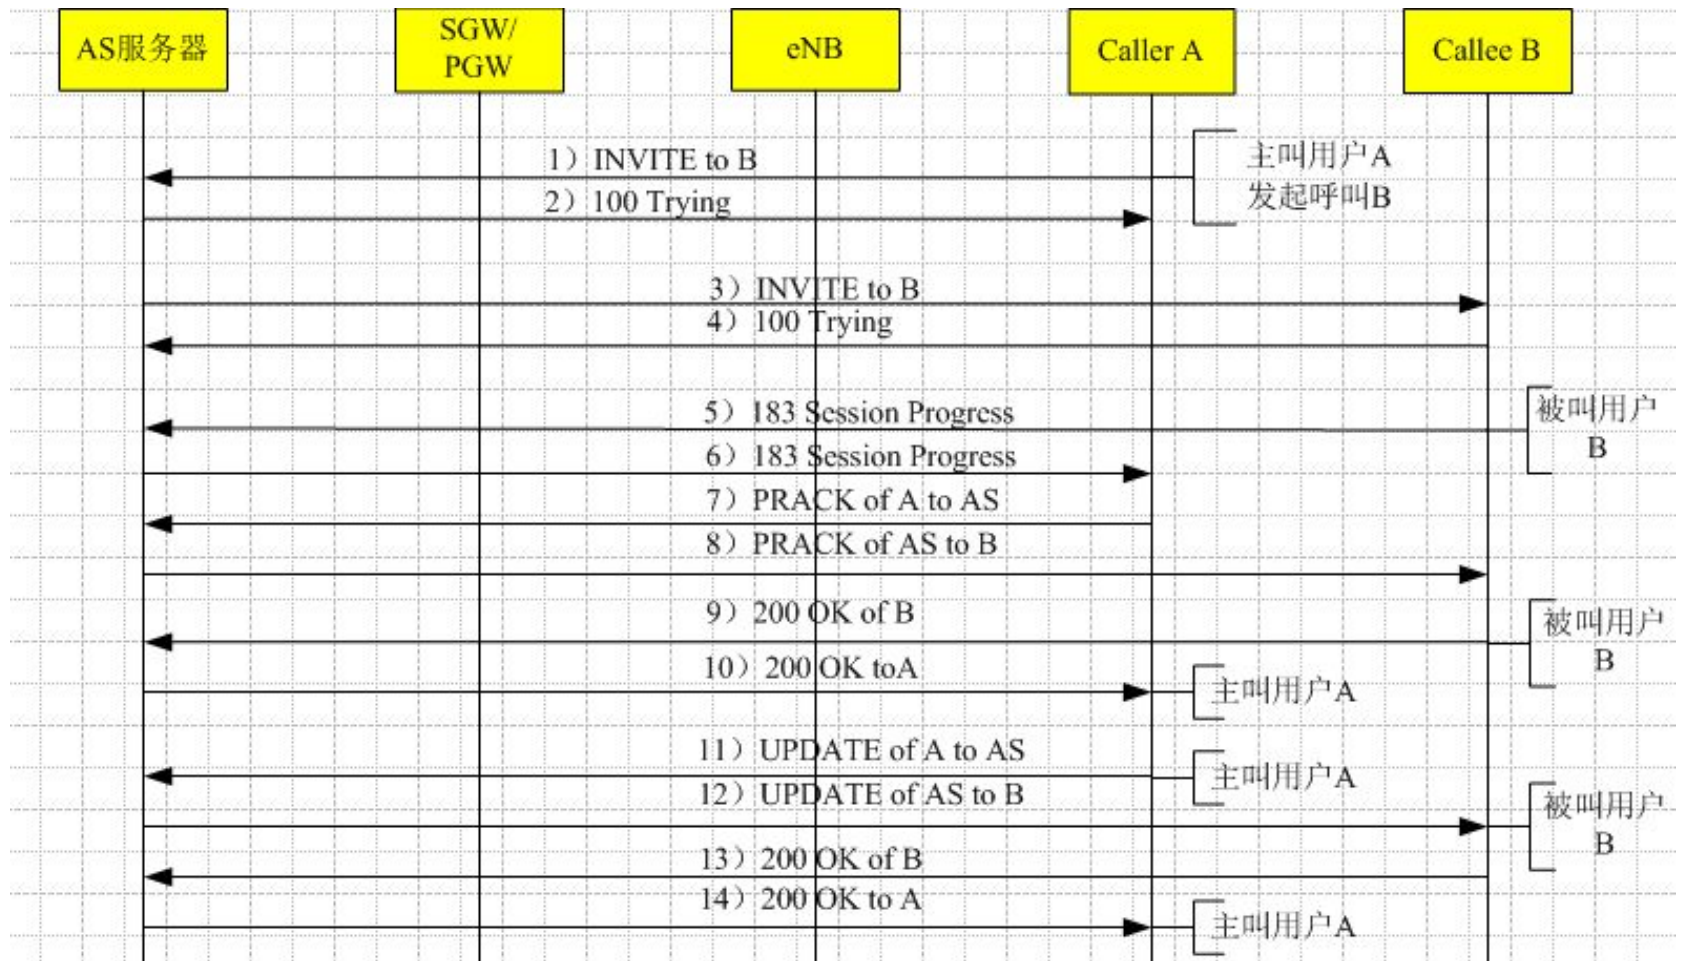 AS服务器
SGW/
PGW
eNB
Caller A
Callee B
1）INVITE to B
主叫用户A
发起呼叫B
2）100 Trying
3）INVITE to B
4）100 Trying
5）183 Session Progress
被叫用户
B
6）183 Session Progress
7）PRACK of A to AS
8）PRACK of AS to B
9）200 OK of B
被叫用户
B
10）200 OK toA
主叫用户A
11）UPDATE of A to AS
主叫用户A
12）UPDATE of AS to B
被叫用户
B
13）200 OK of B
14）200 OK to A
主叫用户A